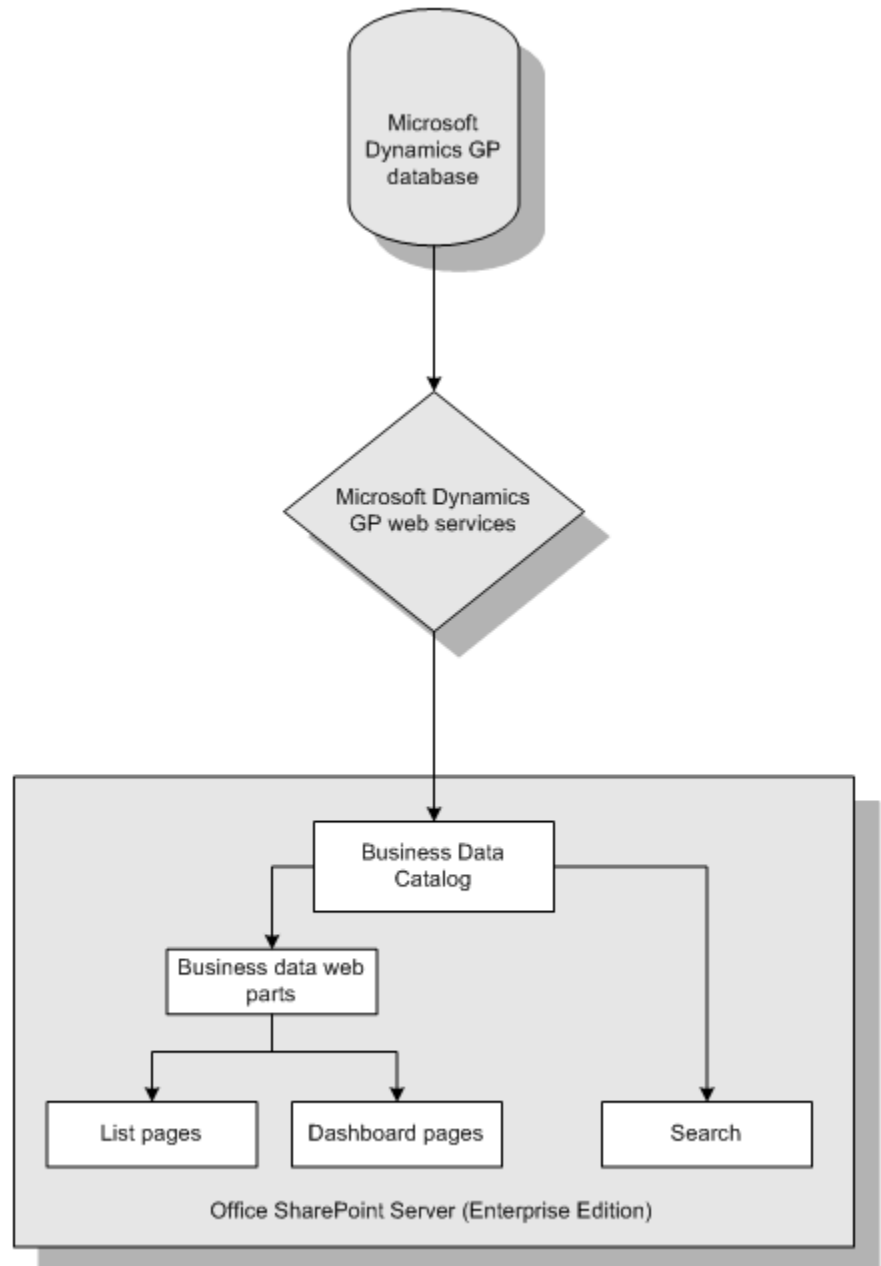 Microsoft
Dynamics GP
database
Microsoft Dynamics
GP web services
Business Data
Catalog
Business data web
parts
List pages
Dashboard pages
Search
Office SharePoint Server (Enterprise Edition)